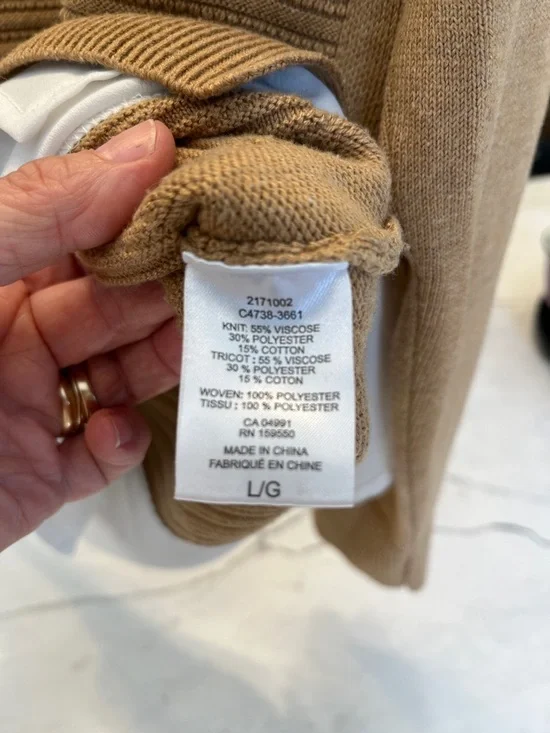 2171002
C4738-3661
KNIT: 55% VISCOSE
30% POLYESTER
15% COTTON
TRICOT : 55 % VISCOSE
30 % POLYESTER
15 % COTON
WOVEN: 100% POLYESTER
TISSU : 100 % POLYESTER
CA 04991
RN 159550
MADE IN CHINA
FABRIQUÉ EN CHINE
L/G